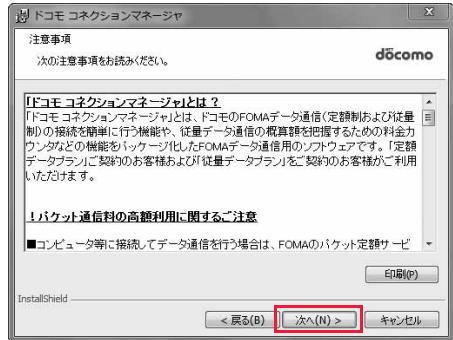 ドコモ コネクションマネージャ
x
注意事項
次の注意事項をお読みください。
döcomo
「ドコモ コネクションマネージャ」とは？
「ドコモ コネクションマネージャ」とは、ドコモのFOMAデータ通信(定額制および従量
制)の接続を簡単に行う機能や、従量データ通信の概算額を把握するための料金カ
ウンタなどの機能をパッケージ化したFOMAデータ通信用のソフトウェアです。「定額
データプラン」ご契約のお客様および「従量データプラン」をご契約のお客様がご利用
いただけます。
！パケット通信料の高額利用に関するご注意
■コンピュータ等に接続してデータ通信を行う場合は、FOMAのパケット定額サービ
印刷(P)
InstallShield
< 戻る(B)
次へ(N) >
キャンセル